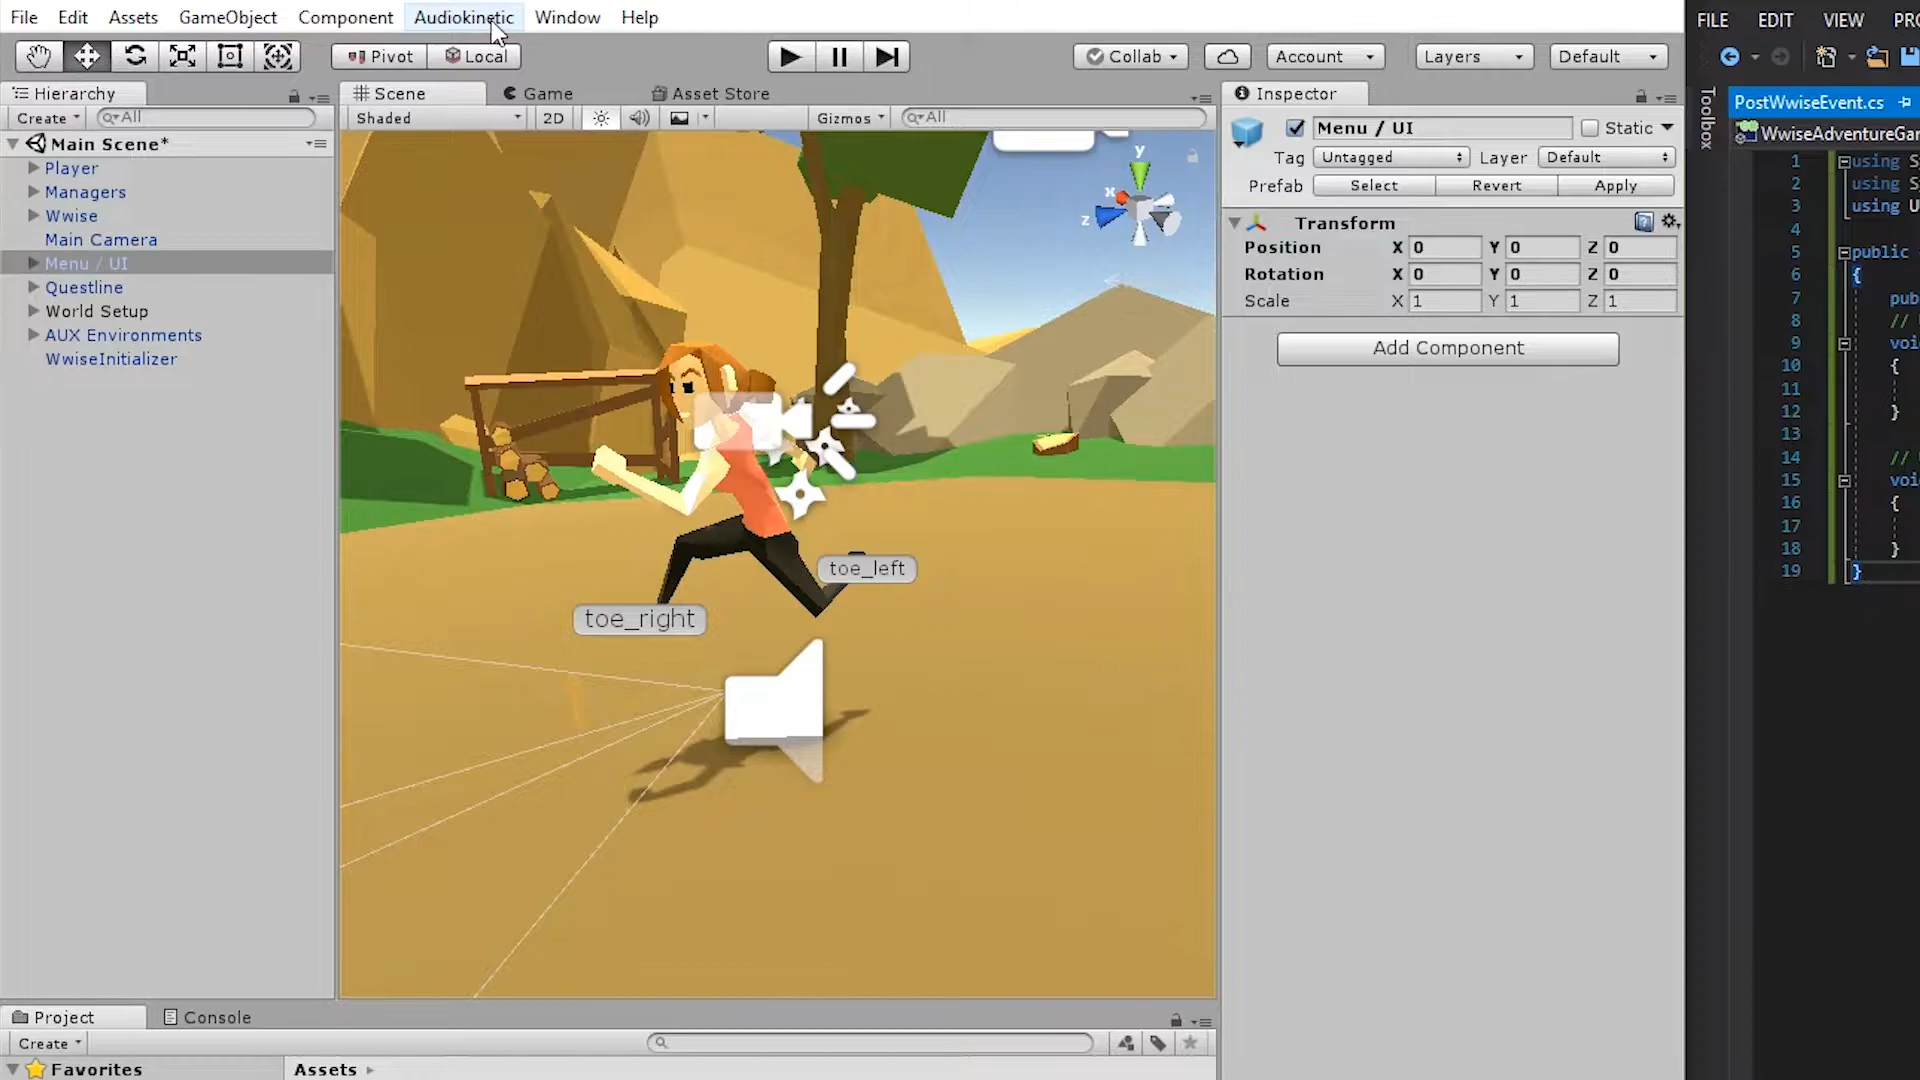 File Edit Assets GameObject Component Audiokinetic Window Help
Pivot Local Collab Account Layers Default
Hierarchy
Create All
Main Scene*
Player
Managers
Wwise
Main Camera
Menu / UI
Questline
World Setup
AUX Environments
WwiseInitializer
Scene Game Asset Store
Shaded 2D Gizmos All
y
x
z
toe_left
toe_right
Inspector
Menu / UI Static
Tag Untagged Layer Default
Prefab Select Revert Apply
Transform
Position X 0 Y 0 Z 0
Rotation X 0 Y 0 Z 0
Scale X 1 Y 1 Z 1
Add Component
Project Console
Create
Favorites Assets
FILE EDIT VIEW
Toolbox
PostWwiseEvent.cs
WwiseAdventureGa
1 using
2 using
3 using
4
5 public
6 {
7
8 //
9
10 {
11
12 }
13
14 //
15
16 {
17
18 }
19 }